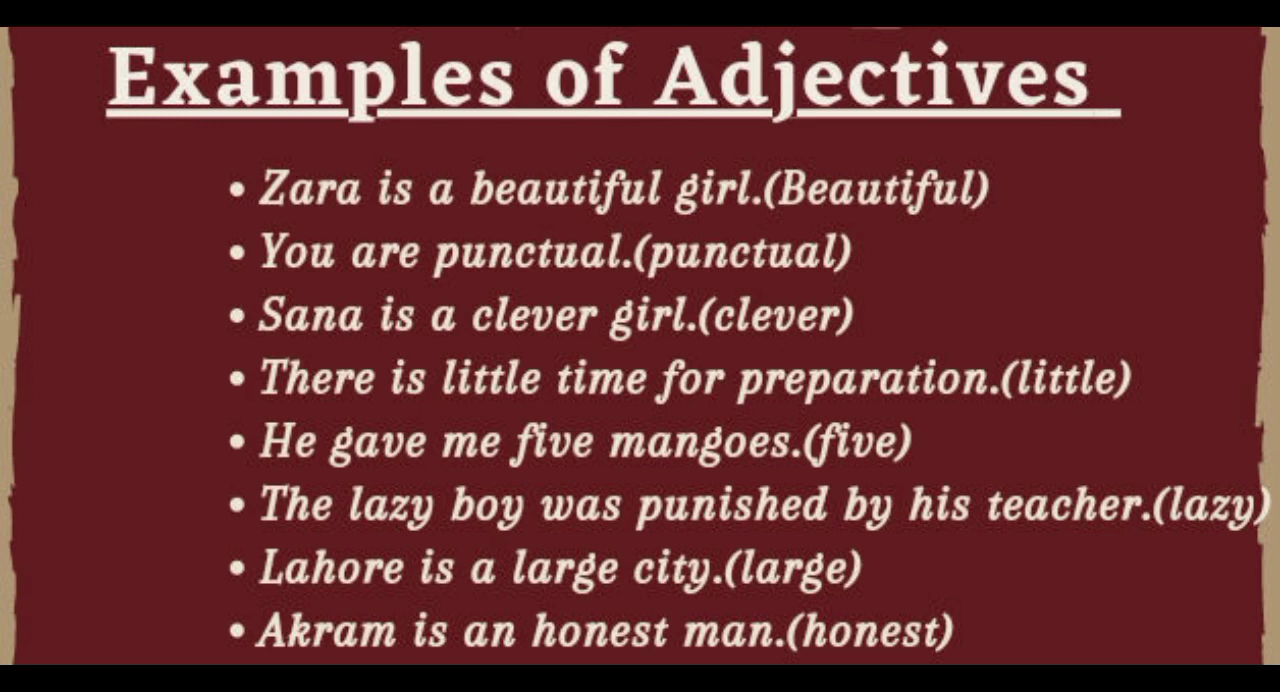 Examples of Adjectives
• Zara is a beautiful girl.(Beautiful)
• You are punctual.(punctual)
• Sana is a clever girl.(clever)
• There is little time for preparation.(little)
• He gave me five mangoes.(five)
• The lazy boy was punished by his teacher.(lazy)
• Lahore is a large city.(large)
• Akram is an honest man.(honest)